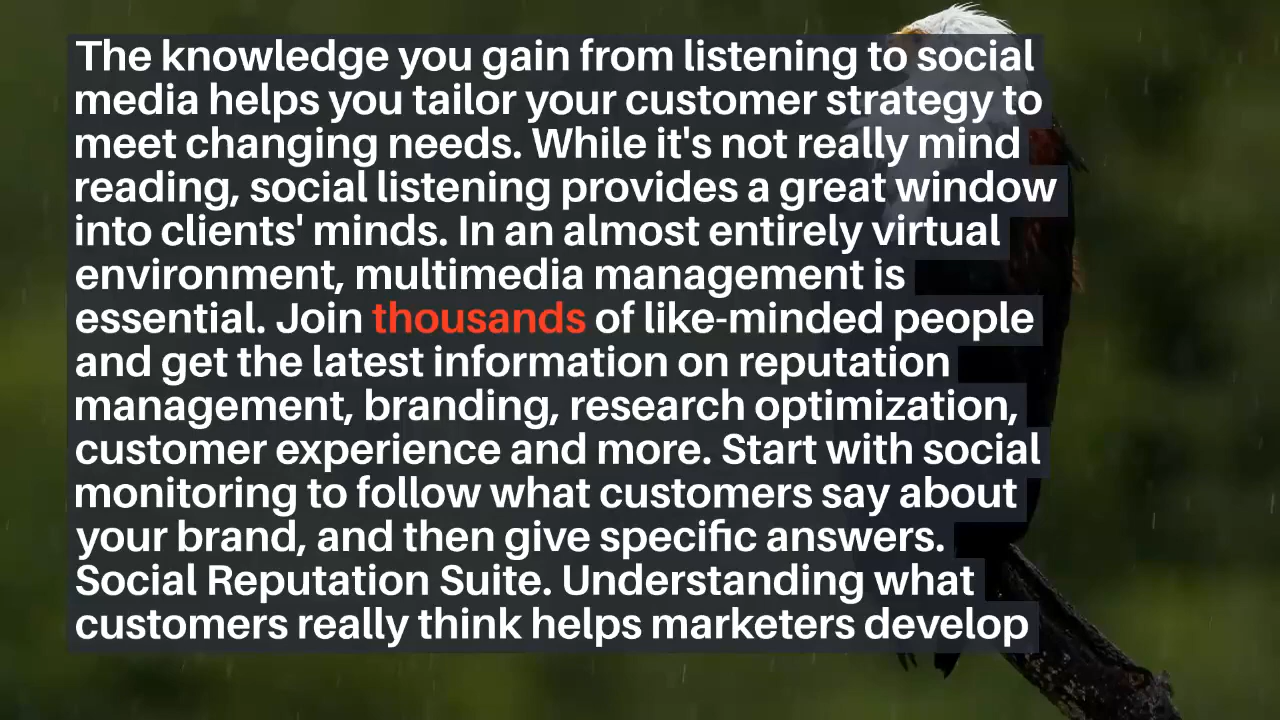 The knowledge you gain from listening to social
media helps you tailor your customer strategy to
meet changing needs. While it's not really mind
reading, social listening provides a great window
into clients' minds. In an almost entirely virtual
environment, multimedia management is
essential. Join thousands of like-minded people
and get the latest information on reputation
management, branding, research optimization,
customer experience and more. Start with social
monitoring to follow what customers say about
your brand, and then give specific answers.
Social Reputation Suite. Understanding what
customers really think helps marketers develop